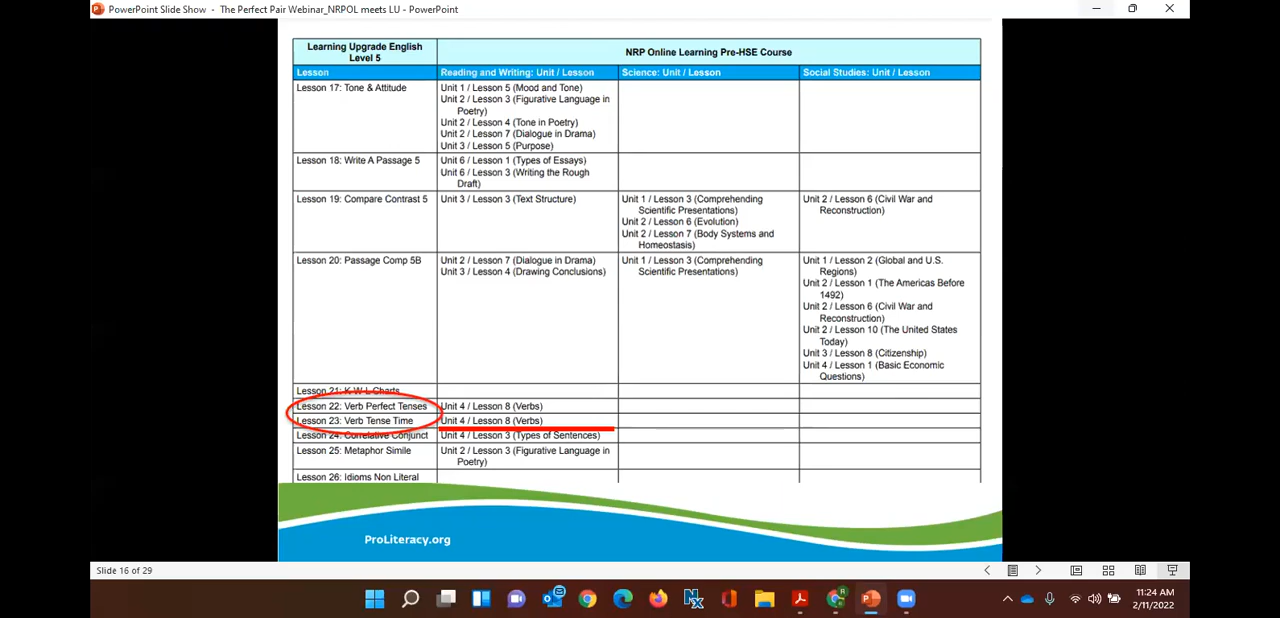 PowerPoint Slide Show - The Perfect Pair Webinar_NRPOL meets LU - PowerPoint
Learning Upgrade English
Level 5
NRP Online Learning Pre-HSE Course
Lesson
Reading and Writing: Unit / Lesson
Science: Unit / Lesson
Social Studies: Unit / Lesson
Lesson 17: Tone & Attitude
Unit 1 / Lesson 5 (Mood and Tone)
Unit 2 / Lesson 3 (Figurative Language in
Poetry)
Unit 2 / Lesson 4 (Tone in Poetry)
Unit 2 / Lesson 7 (Dialogue in Drama)
Unit 3 / Lesson 5 (Purpose)
Lesson 18: Write A Passage 5
Unit 6 / Lesson 1 (Types of Essays)
Unit 6 / Lesson 3 (Writing the Rough
Draft)
Lesson 19: Compare Contrast 5
Unit 3 / Lesson 3 (Text Structure)
Unit 1 / Lesson 3 (Comprehending
Scientific Presentations)
Unit 2 / Lesson 6 (Evolution)
Unit 2 / Lesson 7 (Body Systems and
Homeostasis)
Unit 2 / Lesson 6 (Civil War and
Reconstruction)
Lesson 20: Passage Comp 5B
Unit 2 / Lesson 7 (Dialogue in Drama)
Unit 3 / Lesson 4 (Drawing Conclusions)
Unit 1 / Lesson 3 (Comprehending
Scientific Presentations)
Unit 1 / Lesson 2 (Global and U.S.
Regions)
Unit 2 / Lesson 1 (The Americas Before
1492)
Unit 2 / Lesson 6 (Civil War and
Reconstruction)
Unit 2 / Lesson 10 (The United States
Today)
Unit 3 / Lesson 8 (Citizenship)
Unit 4 / Lesson 1 (Basic Economic
Questions)
Lesson 21: K W L Charts
Lesson 22: Verb Perfect Tenses
Unit 4 / Lesson 8 (Verbs)
Lesson 23: Verb Tense Time
Unit 4 / Lesson 8 (Verbs)
Lesson 24: Correlative Conjunct
Unit 4 / Lesson 3 (Types of Sentences)
Lesson 25: Metaphor Simile
Unit 2 / Lesson 3 (Figurative Language in
Poetry)
Lesson 26: Idioms Non Literal
ProLiteracy.org
Slide 16 of 29
11:24 AM
2/11/2022